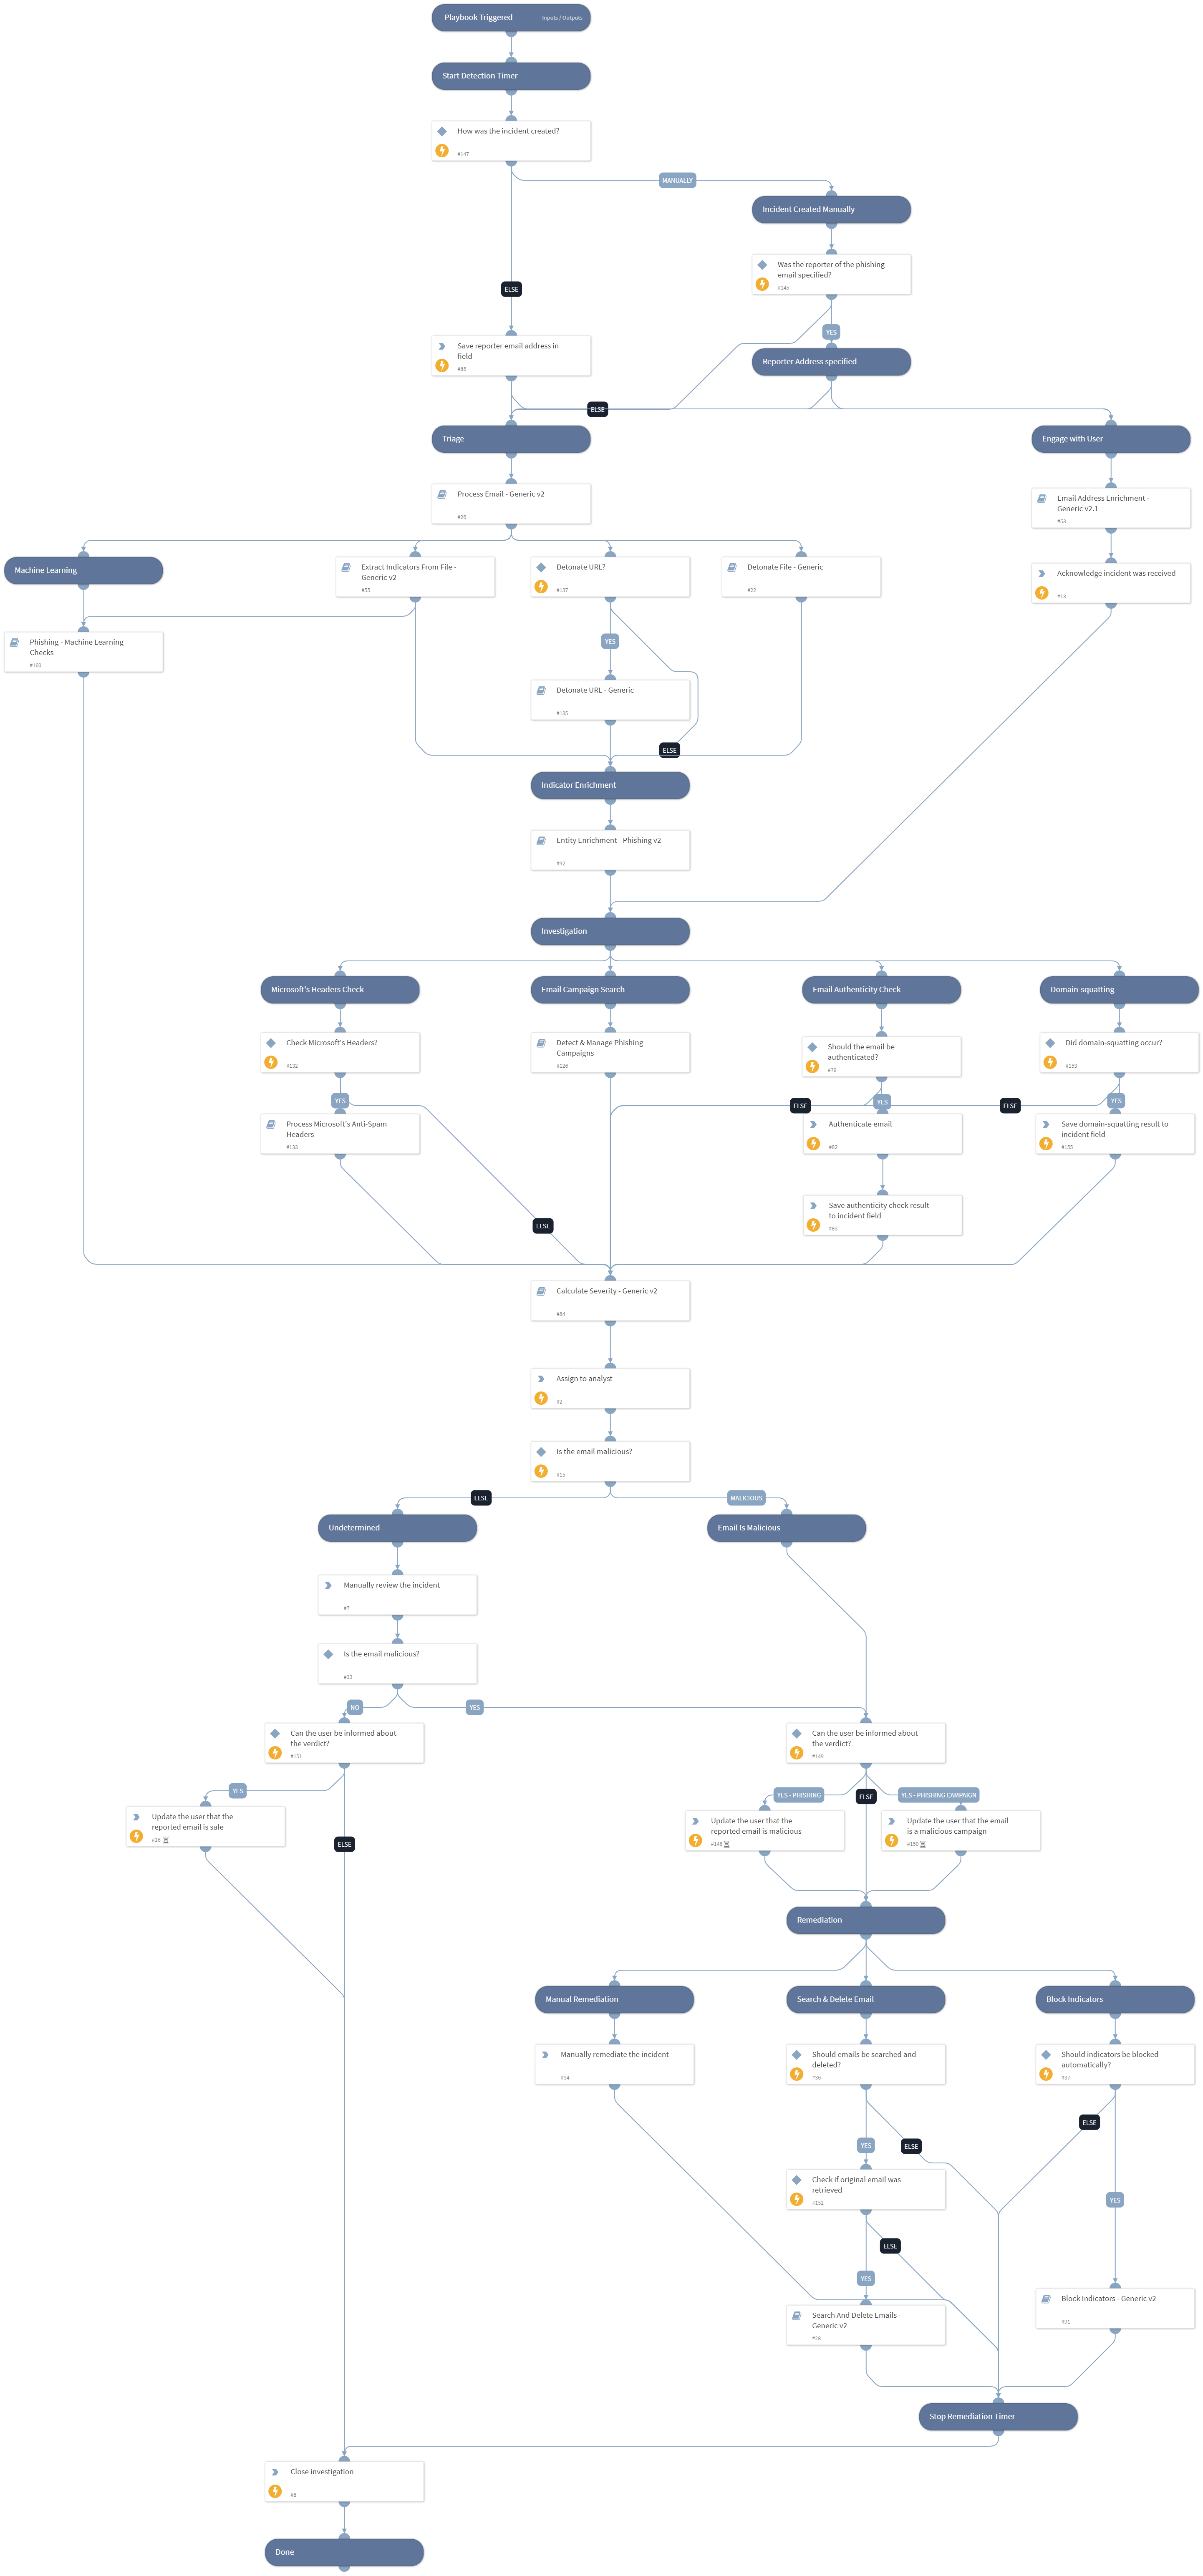 Playbook Triggered
Inputs / Outputs
Start Detection Timer
How was the incident created?
#147
MANUALLY
Incident Created Manually
Was the reporter of the phishing
email specified?
#145
ELSE
YES
Save reporter email address in
field
#85
Reporter Address specified
ELSE
Triage
Engage with User
Process Email - Generic v2
#20
Email Address Enrichment -
Generic v2.1
#53
Machine Learning
Extract Indicators From File -
Generic v2
#55
Detonate URL?
#137
Detonate File - Generic
#22
Acknowledge incident was received
#13
Phishing - Machine Learning
Checks
#160
YES
Detonate URL - Generic
#135
ELSE
Indicator Enrichment
Entity Enrichment - Phishing v2
#92
Investigation
Microsoft's Headers Check
Email Campaign Search
Email Authenticity Check
Domain-squatting
Check Microsoft's Headers?
#132
Detect & Manage Phishing
Campaigns
#128
Should the email be
authenticated?
#79
Did domain-squatting occur?
#153
YES
ELSE
YES
ELSE
YES
Process Microsoft's Anti-Spam
Headers
#133
Authenticate email
#82
Save domain-squatting result to
incident field
#155
Save authenticity check result
to incident field
#83
ELSE
Calculate Severity - Generic v2
#84
Assign to analyst
#2
Is the email malicious?
#15
ELSE
MALICIOUS
Undetermined
Email Is Malicious
Manually review the incident
#7
Is the email malicious?
#33
NO
YES
Can the user be informed about
the verdict?
#151
Can the user be informed about
the verdict?
#149
YES
YES - PHISHING
ELSE
YES - PHISHING CAMPAIGN
Update the user that the
reported email is safe
#18
ELSE
Update the user that the
reported email is malicious
#148
Update the user that the email
is a malicious campaign
#150
Remediation
Manual Remediation
Search & Delete Email
Block Indicators
Manually remediate the incident
#34
Should emails be searched and
deleted?
#36
Should indicators be blocked
automatically?
#37
ELSE
YES
ELSE
Check if original email was
retrieved
#152
YES
ELSE
YES
Search And Delete Emails -
Generic v2
#28
Block Indicators - Generic v2
#51
Stop Remediation Timer
Close investigation
#8
Done